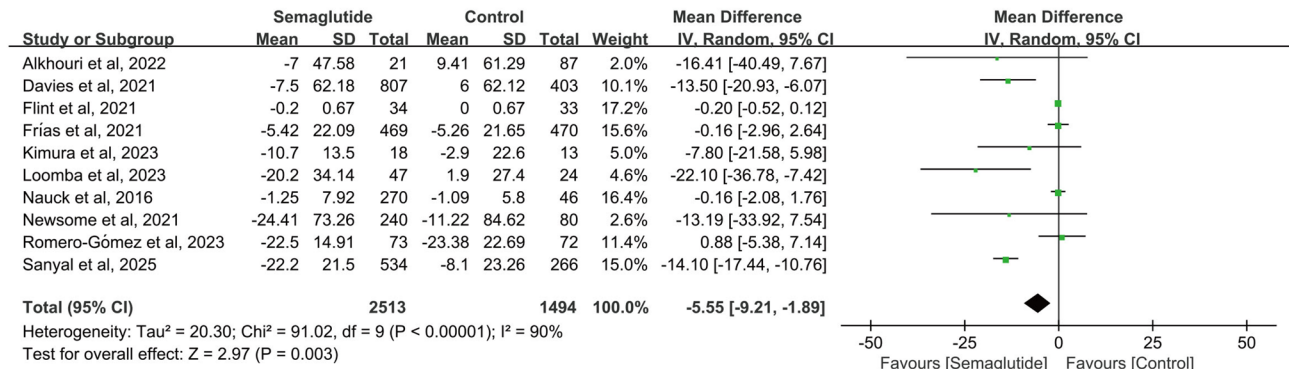 Semaglutide Control Mean Difference Mean Difference
Study or Subgroup Mean SD Total Mean SD Total Weight IV, Random, 95% CI IV, Random, 95% CI
Alkhouri et al, 2022 -7 47.58 21 9.41 61.29 87 2.0% -16.41 [-40.49, 7.67]
Davies et al, 2021 -7.5 62.18 807 6 62.12 403 10.1% -13.50 [-20.93, -6.07]
Flint et al, 2021 -0.2 0.67 34 0 0.67 33 17.2% -0.20 [-0.52, 0.12]
Frías et al, 2021 -5.42 22.09 469 -5.26 21.65 470 15.6% -0.16 [-2.96, 2.64]
Kimura et al, 2023 -10.7 13.5 18 -2.9 22.6 13 5.0% -7.80 [-21.58, 5.98]
Loomba et al, 2023 -20.2 34.14 47 1.9 27.4 24 4.6% -22.10 [-36.78, -7.42]
Nauck et al, 2016 -1.25 7.92 270 -1.09 5.8 46 16.4% -0.16 [-2.08, 1.76]
Newsome et al, 2021 -24.41 73.26 240 -11.22 84.62 80 2.6% -13.19 [-33.92, 7.54]
Romero-Gómez et al, 2023 -22.5 14.91 73 -23.38 22.69 72 11.4% 0.88 [-5.38, 7.14]
Sanyal et al, 2025 -22.2 21.5 534 -8.1 23.26 266 15.0% -14.10 [-17.44, -10.76]
Total (95% CI) 2513 1494 100.0% -5.55 [-9.21, -1.89]
Heterogeneity: Tau² = 20.30; Chi² = 91.02, df = 9 (P < 0.00001); I² = 90%
Test for overall effect: Z = 2.97 (P = 0.003)
-50 -25 0 25 50
Favours [Semaglutide] Favours [Control]